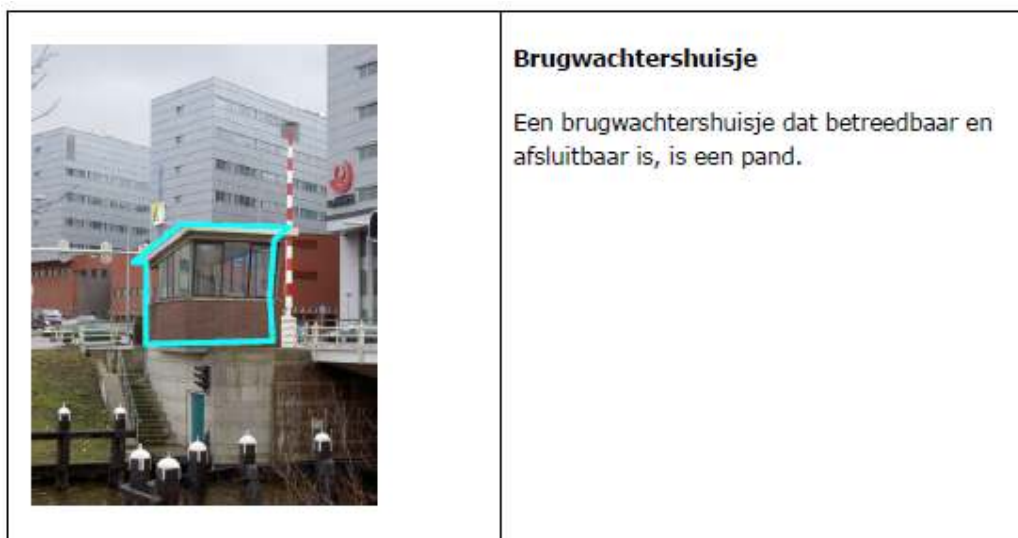 Brugwachtershuisje
Een brugwachtershuisje dat betreedbaar en
afsluitbaar is, is een pand.